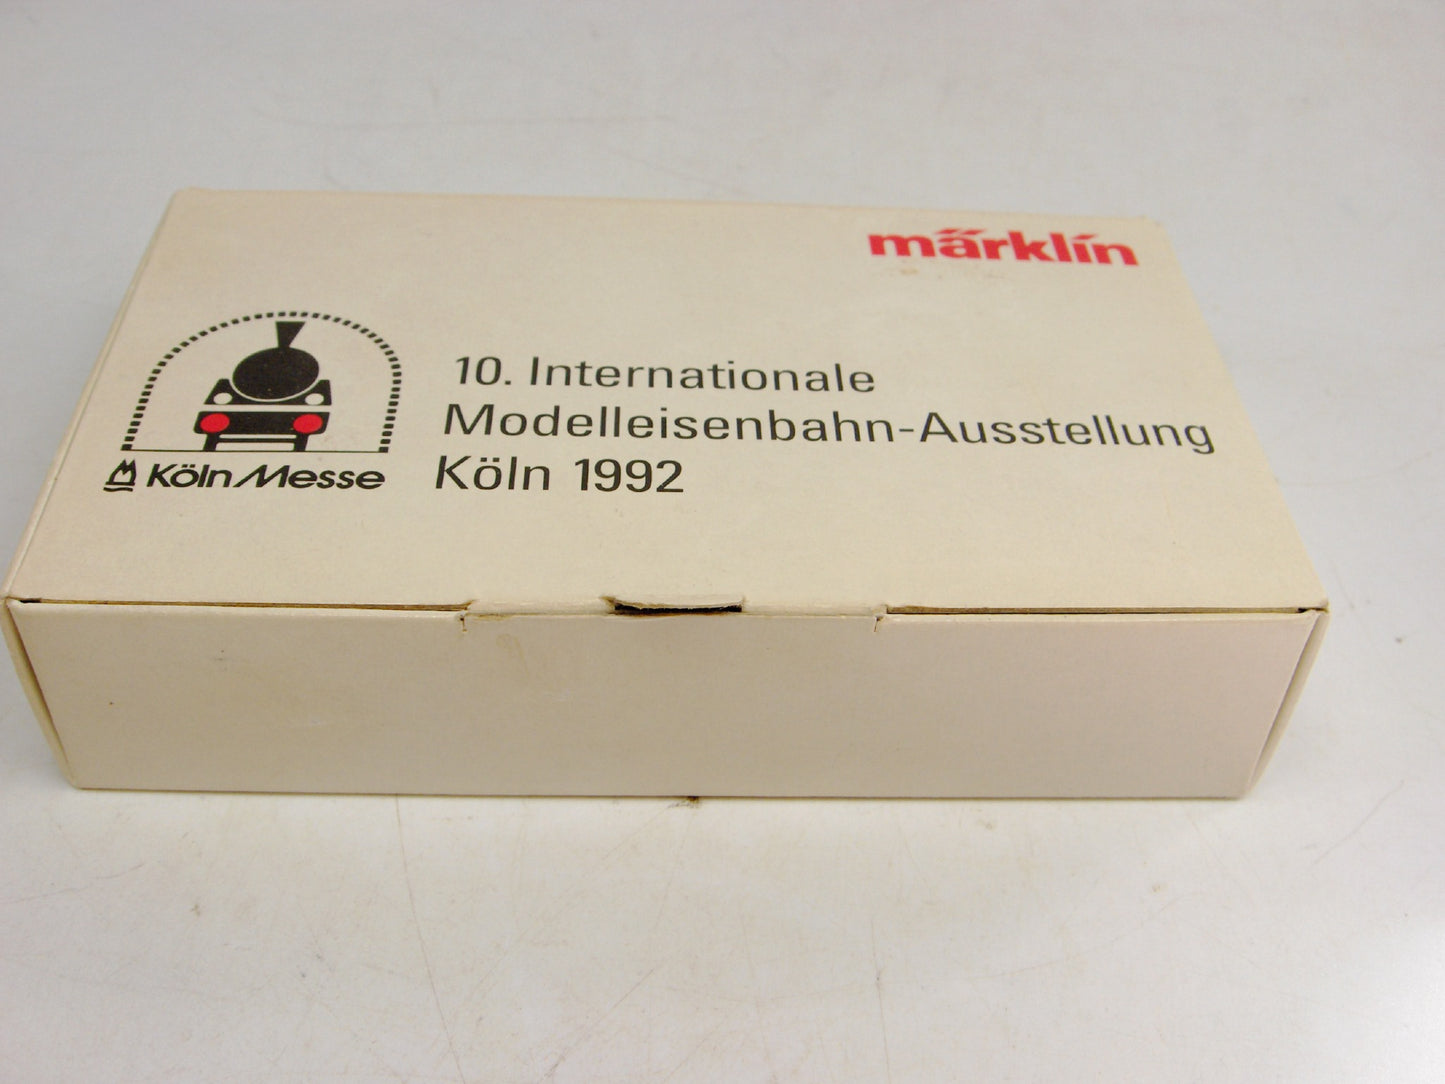 märklin
10. Internationale
Modelleisenbahn-Ausstellung
Köln 1992
Köln Messe